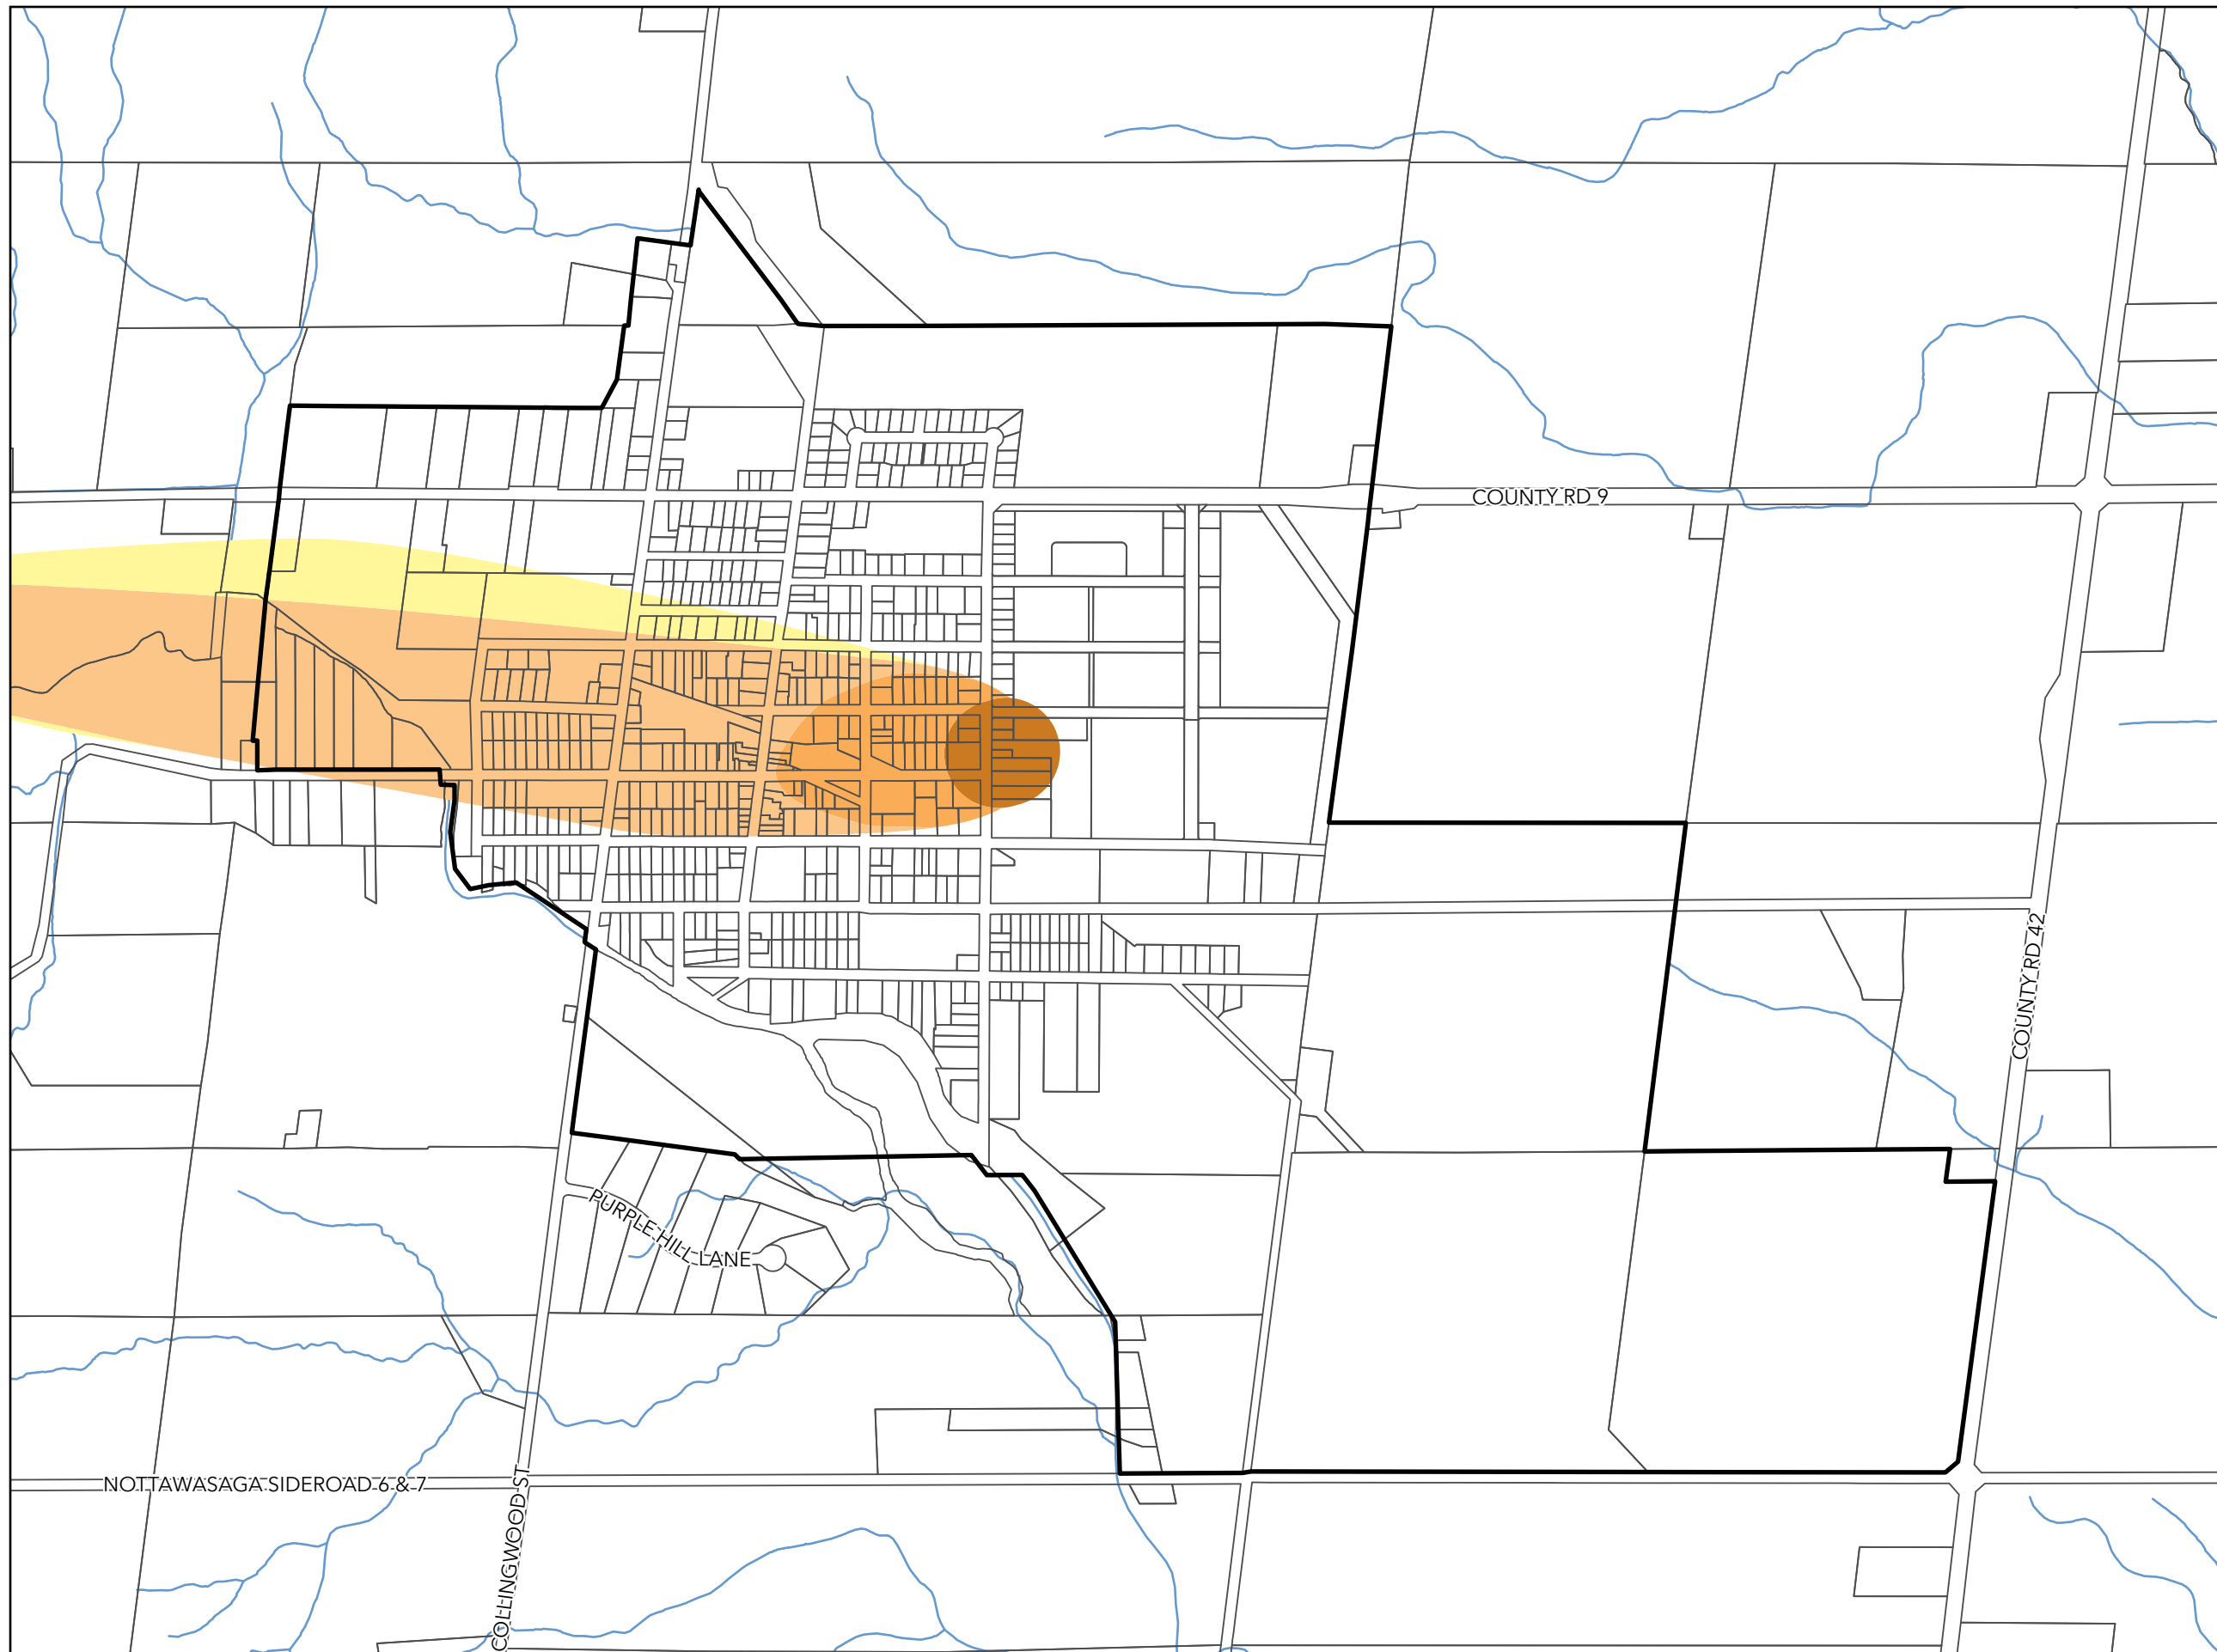 COUNTY RD 9
COUNTY RD 42
PURPLE HILL LANE
NOTTAWASAGA SIDEROAD 6 & 7
COLLINGWOOD ST